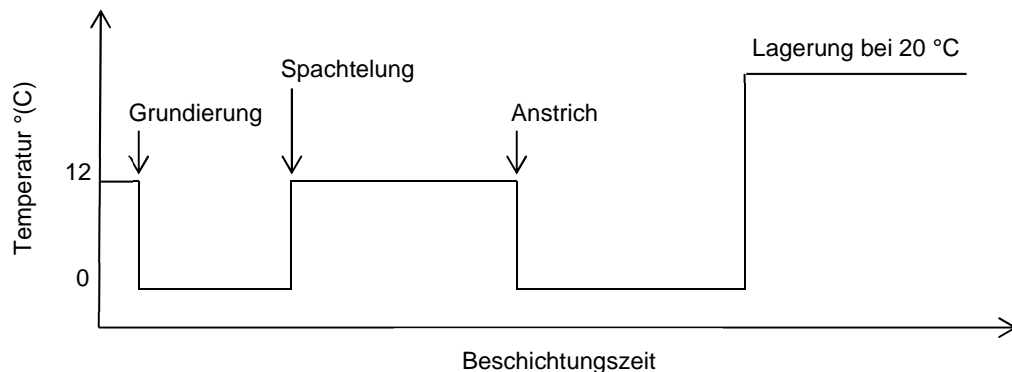 Lagerung bei 20 °C
Spachtelung
Grundierung
Anstrich
12
0
Temperatur °(C)
Beschichtungszeit